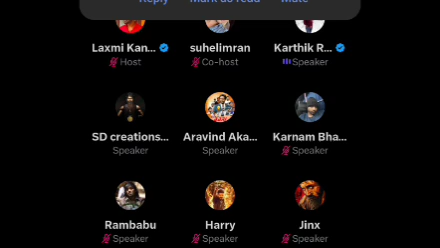 Reply Mark as read Mute
Laxmi Kan... suhelimran Karthik R...
Host Co-host Speaker
SD creations... Aravind Aka... Karnam Bha...
Speaker Speaker Speaker
Rambabu Harry Jinx
Speaker Speaker Speaker